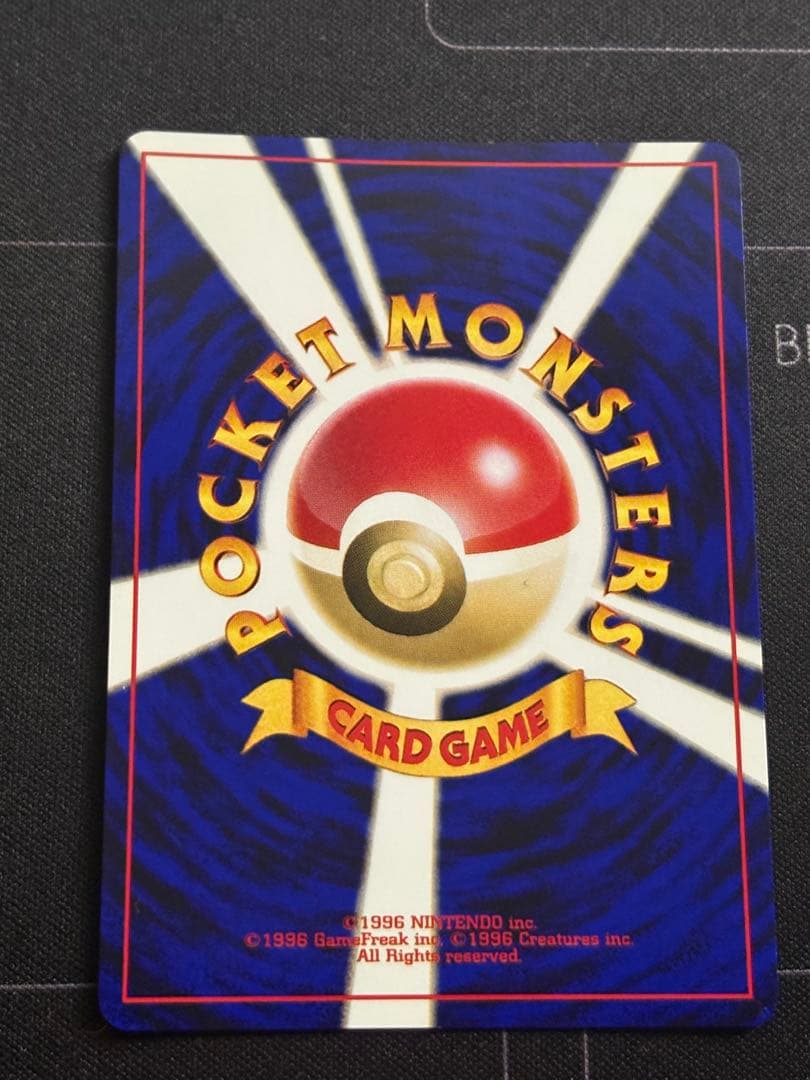 POCKET MONSTERS
CARD GAME
©1996 NINTENDO inc.
©1996 GameFreak inc. ©1996 Creatures inc.
All Rights reserved.